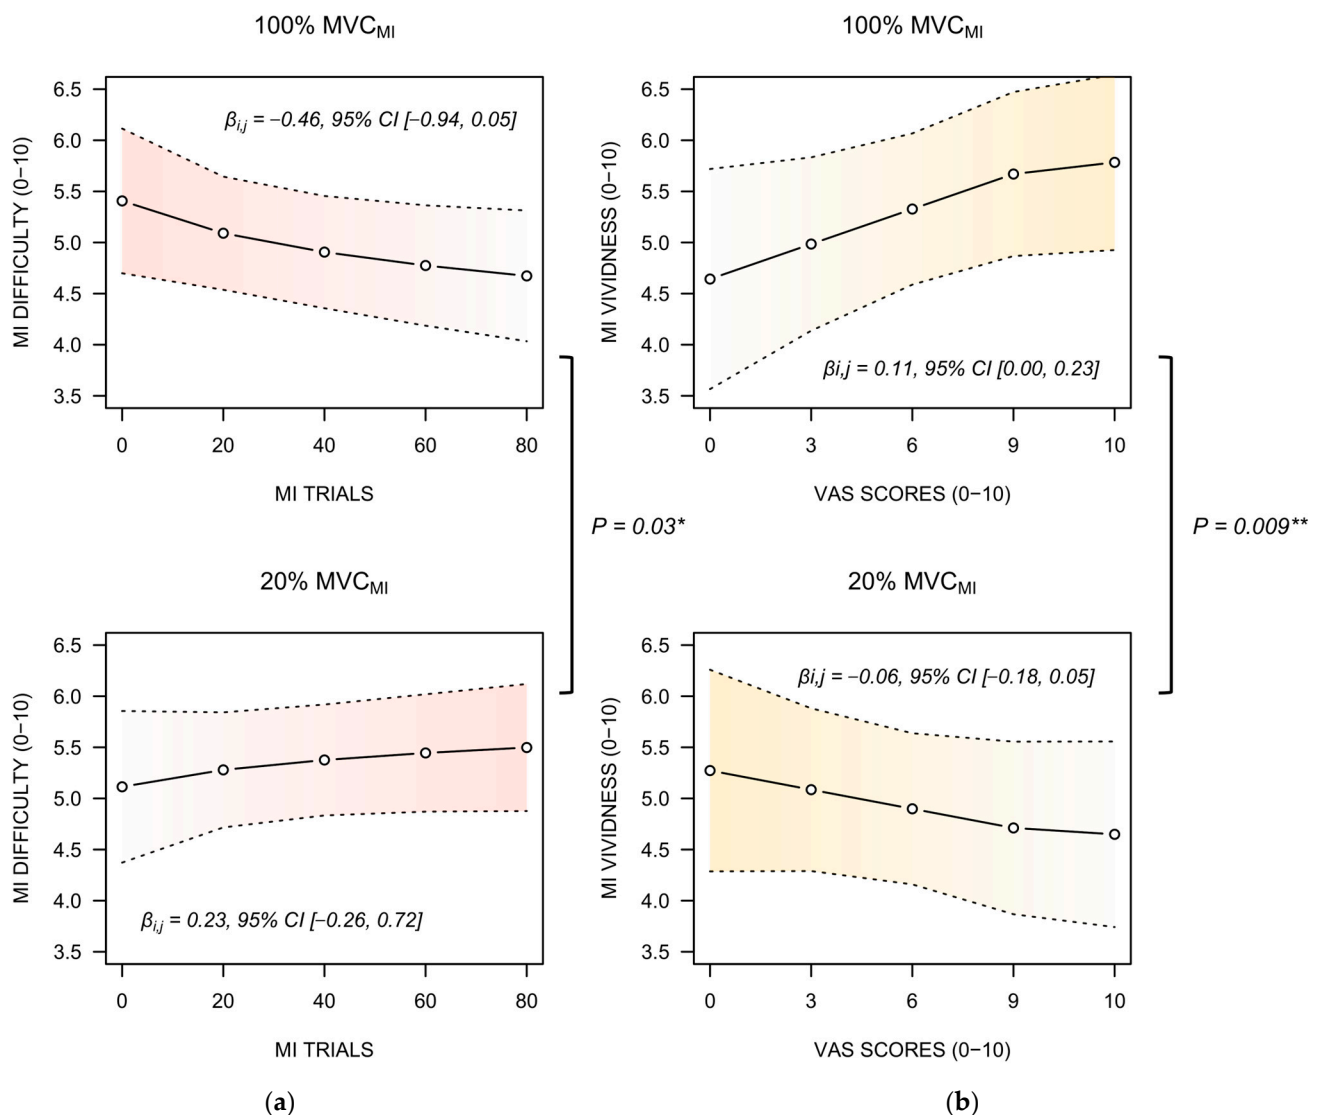 100% MVCMI
6.5
6.0
5.5
5.0
4.5
4.0
3.5
MI DIFFICULTY (0−10)
βi,j = −0.46, 95% CI [−0.94, 0.05]
0 20 40 60 80
MI TRIALS
100% MVCMI
6.5
6.0
5.5
5.0
4.5
4.0
3.5
MI VIVIDNESS (0−10)
βi,j = 0.11, 95% CI [0.00, 0.23]
0 3 6 9 10
VAS SCORES (0−10)
P = 0.03*
P = 0.009**
20% MVCMI
6.5
6.0
5.5
5.0
4.5
4.0
3.5
MI DIFFICULTY (0−10)
βi,j = 0.23, 95% CI [−0.26, 0.72]
0 20 40 60 80
MI TRIALS
20% MVCMI
6.5
6.0
5.5
5.0
4.5
4.0
3.5
MI VIVIDNESS (0−10)
βi,j = −0.06, 95% CI [−0.18, 0.05]
0 3 6 9 10
VAS SCORES (0−10)
(a)
(b)